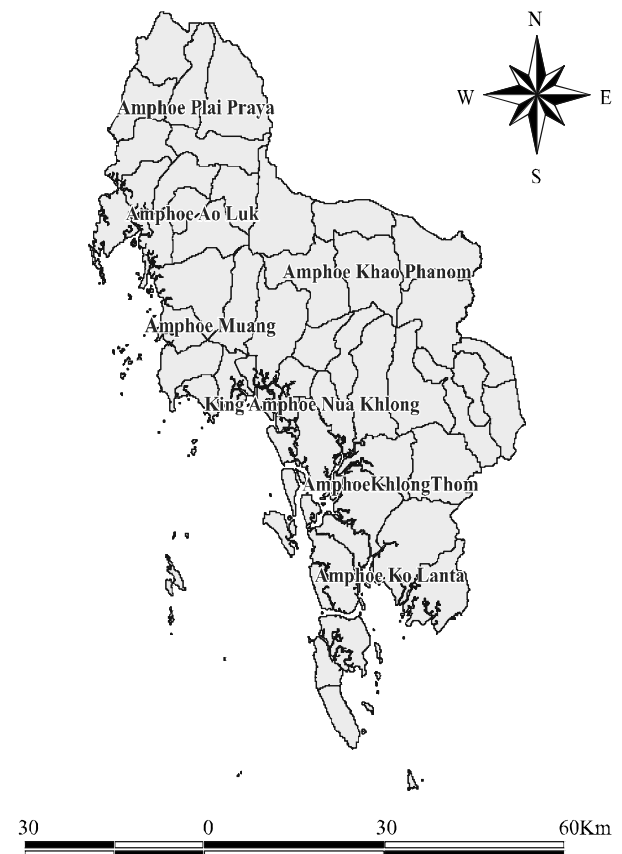 N
W E
S
Amphoe Plai Praya
Amphoe Ao Luk
Amphoe Khao Phanom
Amphoe Muang
King Amphoe Nua Khlong
AmphoeKhlongThom
Amphoe Ko Lanta
30 0 30 60Km